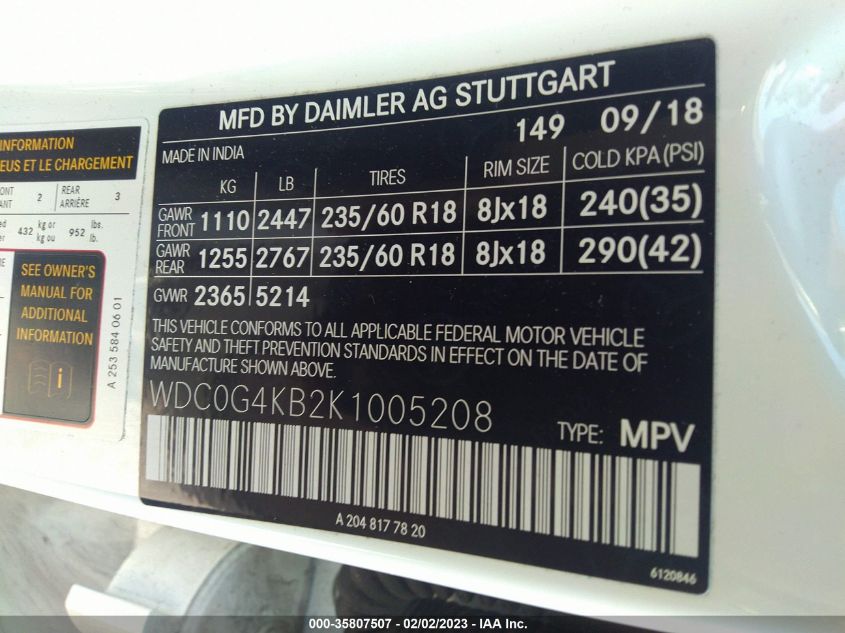 MFD BY DAIMLER AG STUTTGART
149 09/18
MADE IN INDIA
KG LB TIRES RIM SIZE COLD KPA (PSI)
GAWR FRONT 1110 2447 235/60 R18 8Jx18 240(35)
GAWR REAR 1255 2767 235/60 R18 8Jx18 290(42)
GVWR 2365 5214
THIS VEHICLE CONFORMS TO ALL APPLICABLE FEDERAL MOTOR VEHICLE
SAFETY AND THEFT PREVENTION STANDARDS IN EFFECT ON THE DATE OF
MANUFACTURE SHOWN ABOVE.
WDC0G4KB2K1005208
TYPE: MPV
A 204 817 78 20
6120846
INFORMATION
EUS ET LE CHARGEMENT
2 REAR 3
ARRIÈRE
432 kg or 952 lbs.
kg ou lb.
SEE OWNER'S
MANUAL FOR
ADDITIONAL
INFORMATION
i
A 253 584 06 01
000-35807507 - 02/02/2023 - IAA Inc.